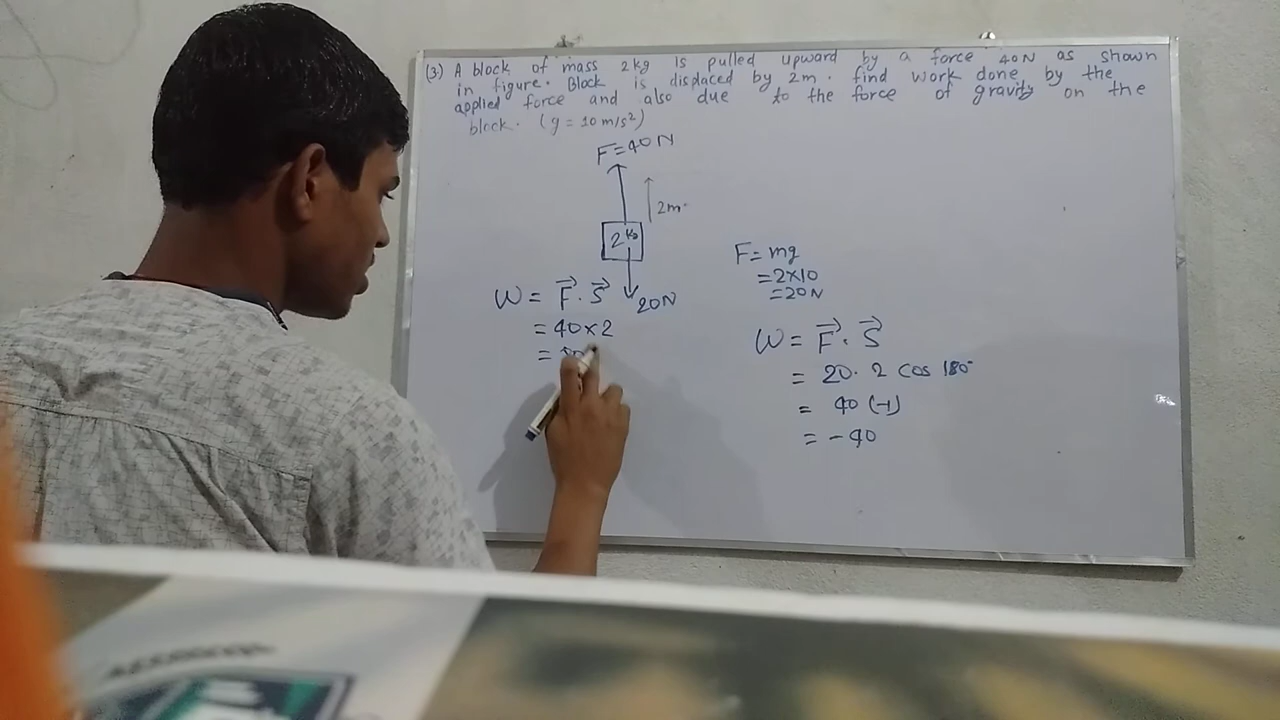 (3) A block of mass 2kg is pulled upward by a force 40N as shown
in figure. Block is displaced by 2m. find work done by the
applied force and also due to the force of gravity on the
block. (g = 10 m/s²)
F=40N
2m
2 kg
20N
W = F⃗ . S⃗
= 40×2
=
F = mg
= 2×10
= 20N
W = F⃗ . S⃗
= 20. 2 cos 180°
= 40 (-1)
= -40